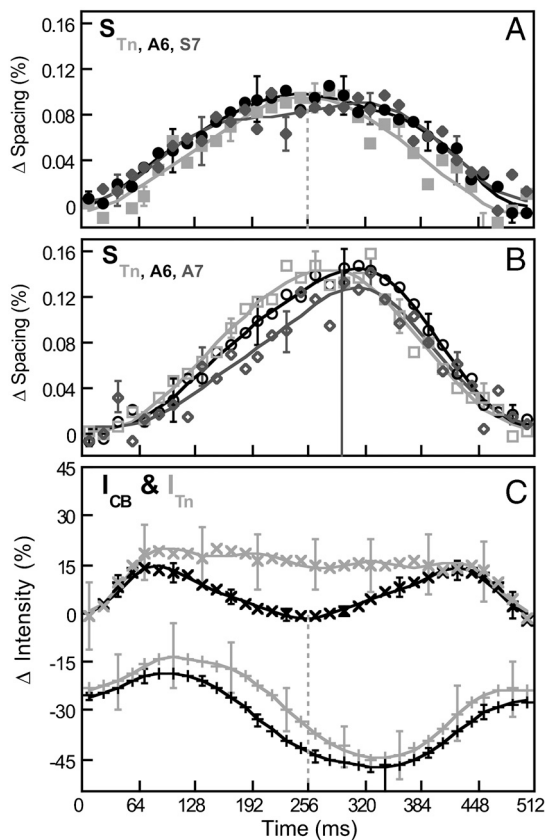 S Tn, A6, S7
A
0.16
0.12
0.08
0.04
0
Δ Spacing (%)
S Tn, A6, A7
B
0.16
0.12
0.08
0.04
0
Δ Spacing (%)
I CB & I Tn
C
45
30
15
0
-15
-30
-45
Δ Intensity (%)
0 64 128 192 256 320 384 448 512
Time (ms)